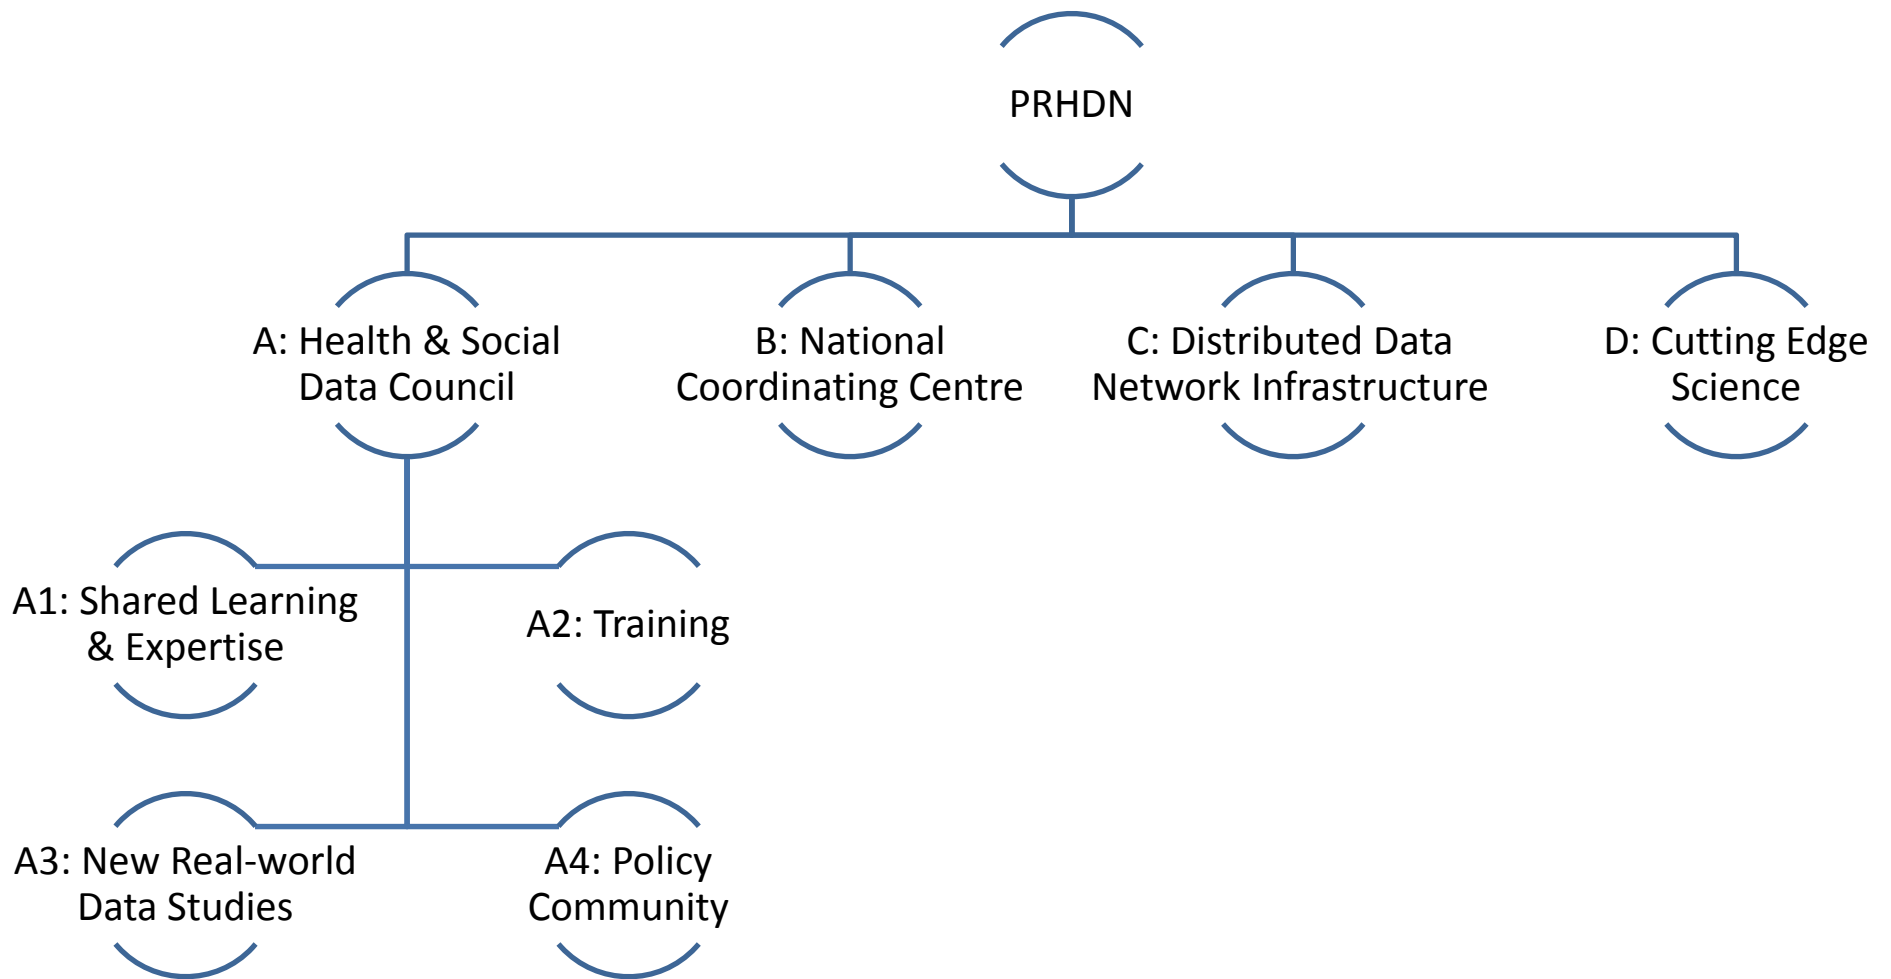 PRHDN
A: Health & Social
Data Council
B: National
Coordinating Centre
C: Distributed Data
Network Infrastructure
D: Cutting Edge
Science
A1: Shared Learning
& Expertise
A2: Training
A3: New Real-world
Data Studies
A4: Policy
Community